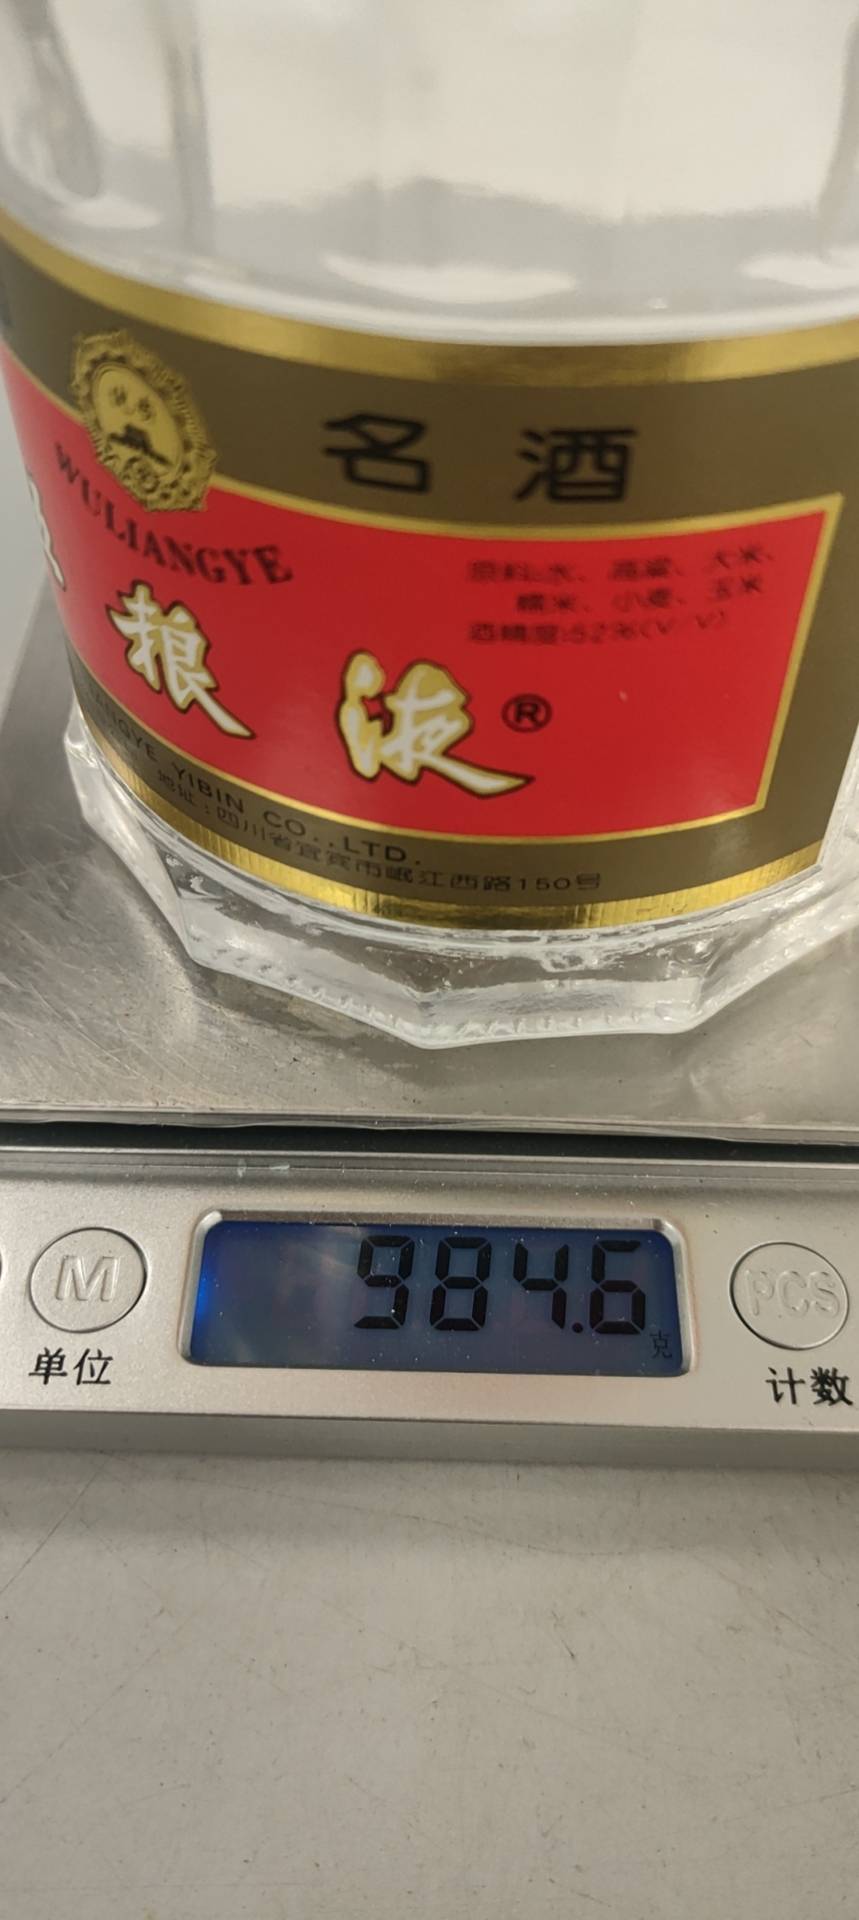 名酒
WULIANGYE
原料:水、高粱、大米、
糯米、小麦、玉米
酒精度:52%(V/V)
粮液®
YIBIN CO.,LTD.
地址:四川省宜宾市岷江西路150号
984.6
克
M
单位
PCS
计数